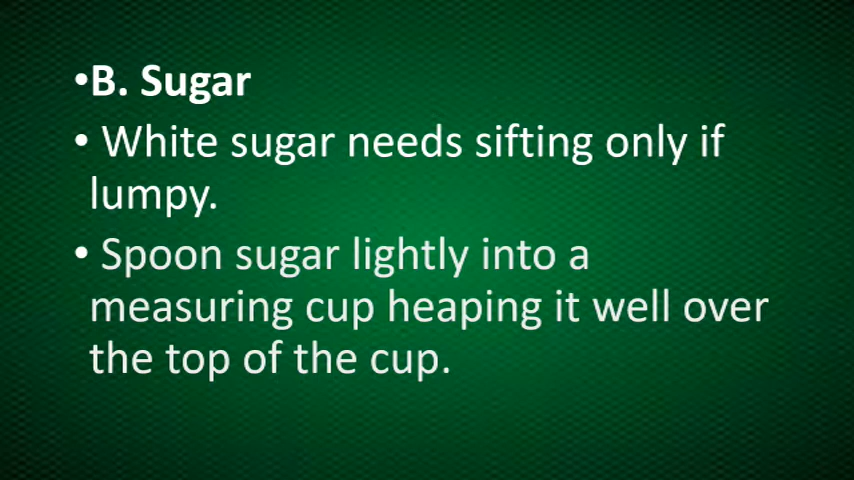 •B. Sugar
• White sugar needs sifting only if
lumpy.
• Spoon sugar lightly into a
measuring cup heaping it well over
the top of the cup.